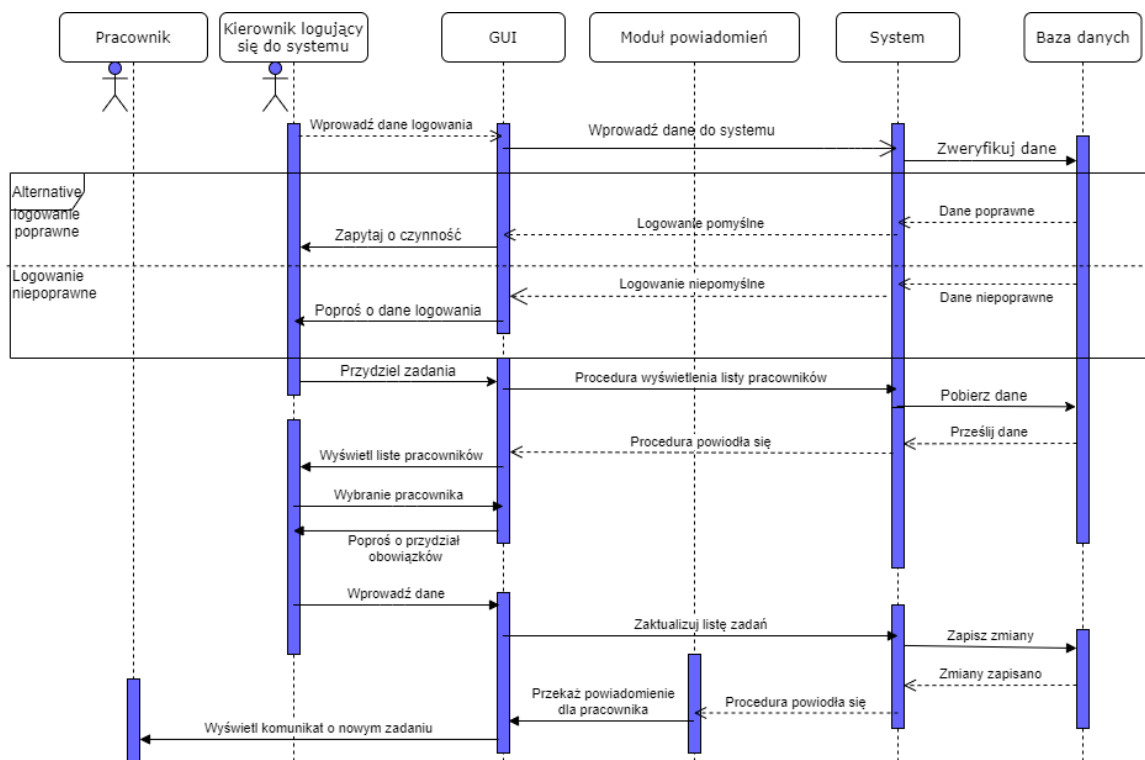 Pracownik
Kierownik logujący
się do systemu
GUI
Moduł powiadomień
System
Baza danych
Wprowadź dane logowania
Wprowadź dane do systemu
Zweryfikuj dane
Alternative
logowanie
poprawne
Dane poprawne
Logowanie pomyślne
Zapytaj o czynność
Logowanie
niepoprawne
Logowanie niepomyślne
Dane niepoprawne
Poproś o dane logowania
Przydziel zadania
Procedura wyświetlenia listy pracowników
Pobierz dane
Prześlij dane
Procedura powiodła się
Wyświetl liste pracowników
Wybranie pracownika
Poproś o przydział
obowiązków
Wprowadź dane
Zaktualizuj listę zadań
Zapisz zmiany
Zmiany zapisano
Przekaż powiadomienie
dla pracownika
Procedura powiodła się
Wyświetl komunikat o nowym zadaniu